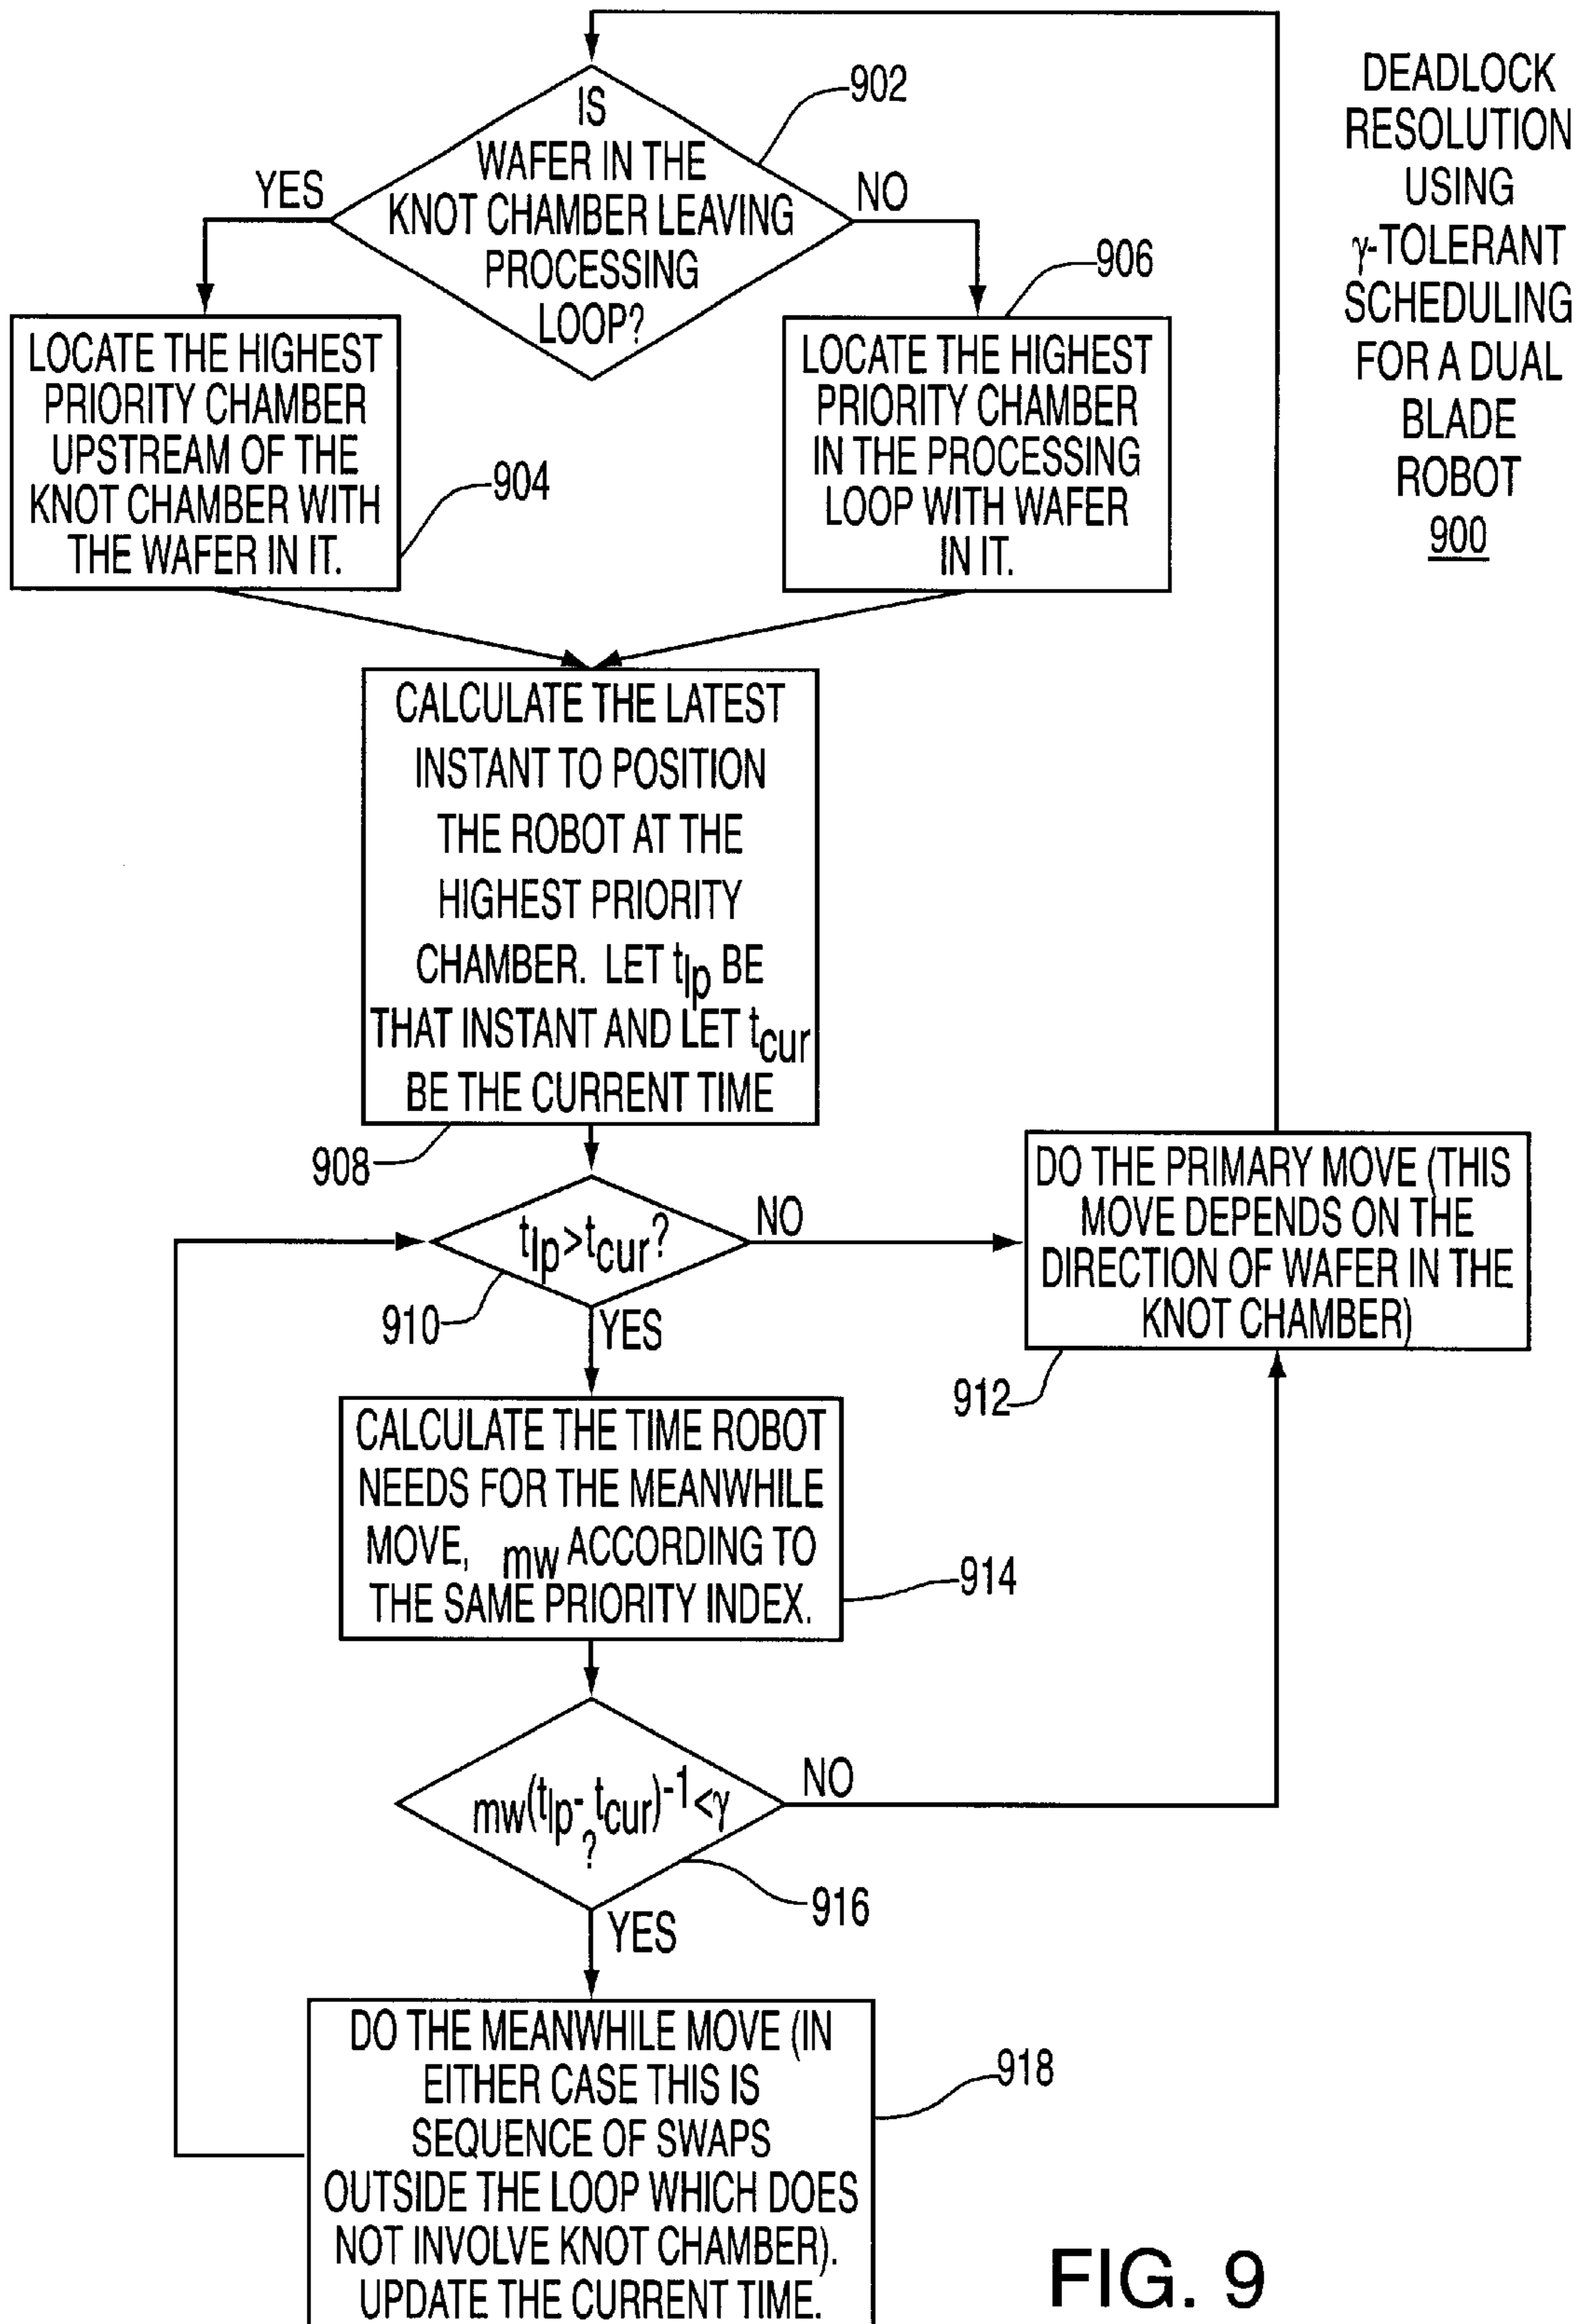 DEADLOCK
RESOLUTION
USING
γ-TOLERANT
SCHEDULING
FOR A DUAL
BLADE
ROBOT
900
IS
WAFER IN THE
KNOT CHAMBER LEAVING
PROCESSING
LOOP?
902
YES
NO
LOCATE THE HIGHEST
PRIORITY CHAMBER
UPSTREAM OF THE
KNOT CHAMBER WITH
THE WAFER IN IT.
904
906
LOCATE THE HIGHEST
PRIORITY CHAMBER
IN THE PROCESSING
LOOP WITH WAFER
IN IT.
CALCULATE THE LATEST
INSTANT TO POSITION
THE ROBOT AT THE
HIGHEST PRIORITY
CHAMBER. LET tlp BE
THAT INSTANT AND LET tcur
BE THE CURRENT TIME
908
tlp>tcur?
910
NO
YES
DO THE PRIMARY MOVE (THIS
MOVE DEPENDS ON THE
DIRECTION OF WAFER IN THE
KNOT CHAMBER)
912
CALCULATE THE TIME ROBOT
NEEDS FOR THE MEANWHILE
MOVE, mw ACCORDING TO
THE SAME PRIORITY INDEX.
914
mw(tlp-tcur)-1<γ
?
916
NO
YES
DO THE MEANWHILE MOVE (IN
EITHER CASE THIS IS
SEQUENCE OF SWAPS
OUTSIDE THE LOOP WHICH DOES
NOT INVOLVE KNOT CHAMBER).
UPDATE THE CURRENT TIME.
918
FIG. 9